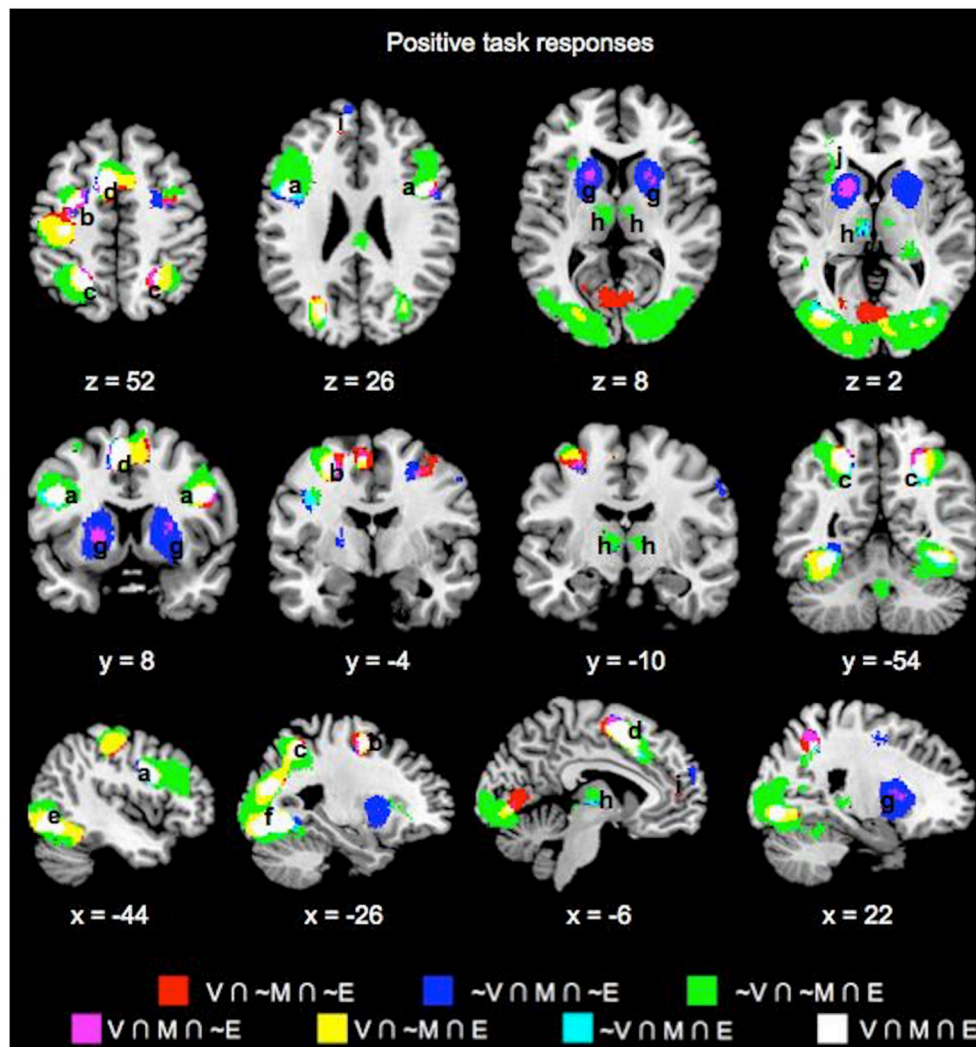 Positive task responses
d
b
c c
z = 52
i
a a
z = 26
g g
h h
z = 8
j
h
z = 2
d
a a
g g
y = 8
b
y = -4
h h
y = -10
c c
y = -54
a
e
x = -44
c b
f
x = -26
d
h i
x = -6
g
x = 22
V ∩ ~M ∩ ~E ~V ∩ M ∩ ~E ~V ∩ ~M ∩ E
V ∩ M ∩ ~E V ∩ ~M ∩ E ~V ∩ M ∩ E V ∩ M ∩ E